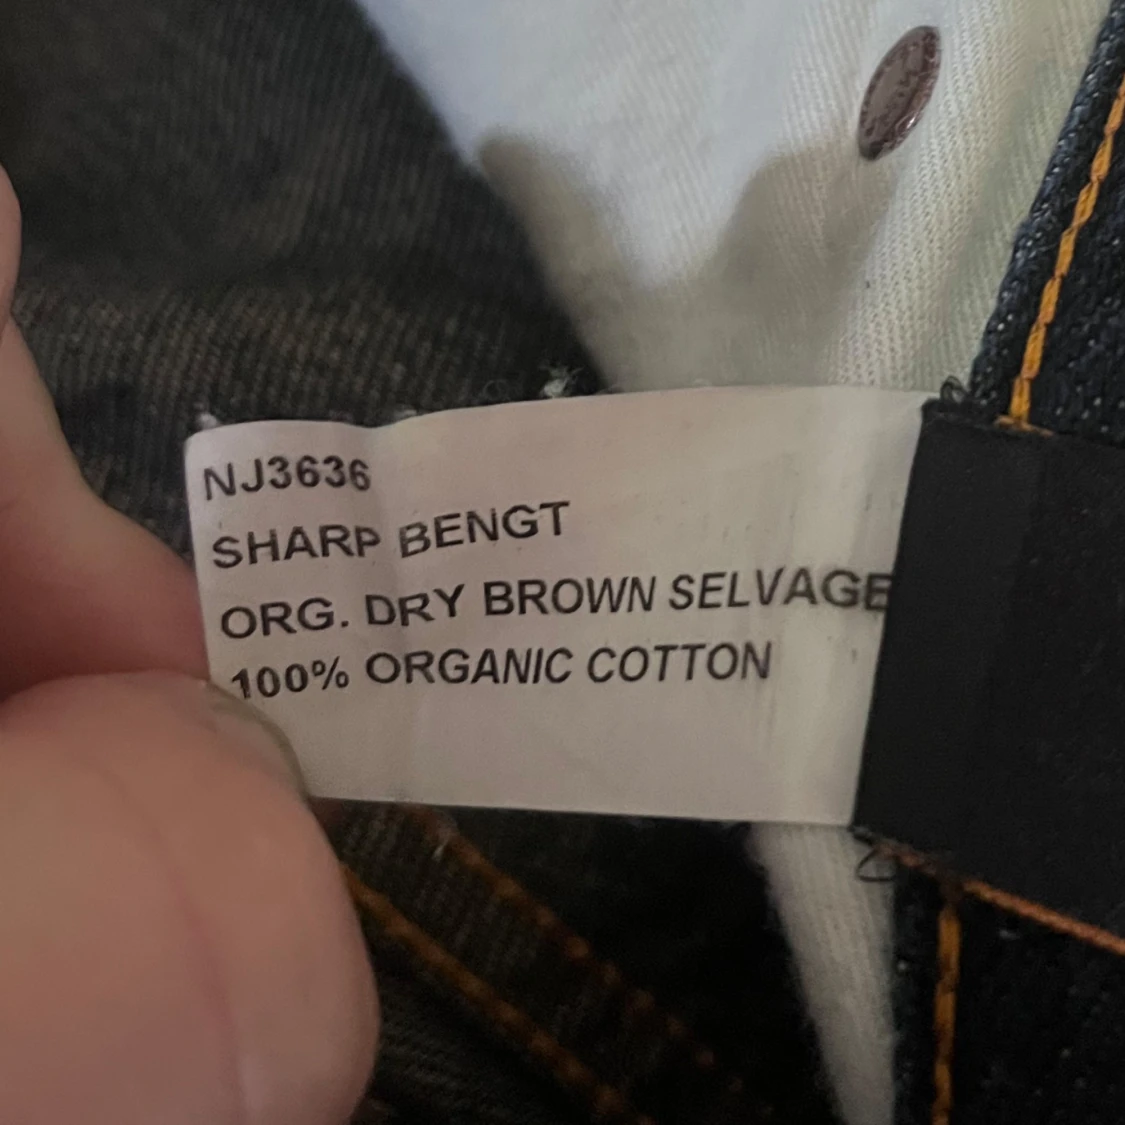 NJ3636
SHARP BENGT
ORG. DRY BROWN SELVAGE
100% ORGANIC COTTON